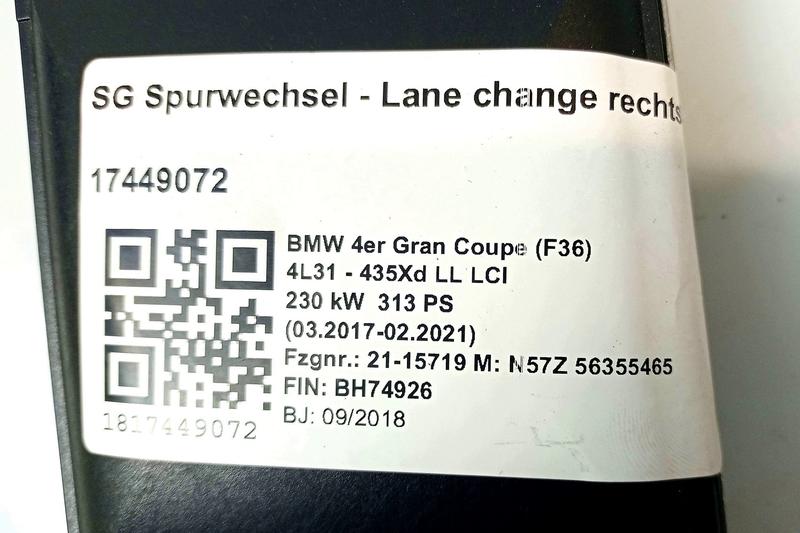 SG Spurwechsel - Lane change rechts
17449072
BMW 4er Gran Coupe (F36)
4L31 - 435Xd LL LCI
230 kW 313 PS
(03.2017-02.2021)
Fzgnr.: 21-15719 M: N57Z 56355465
FIN: BH74926
BJ: 09/2018
1817449072